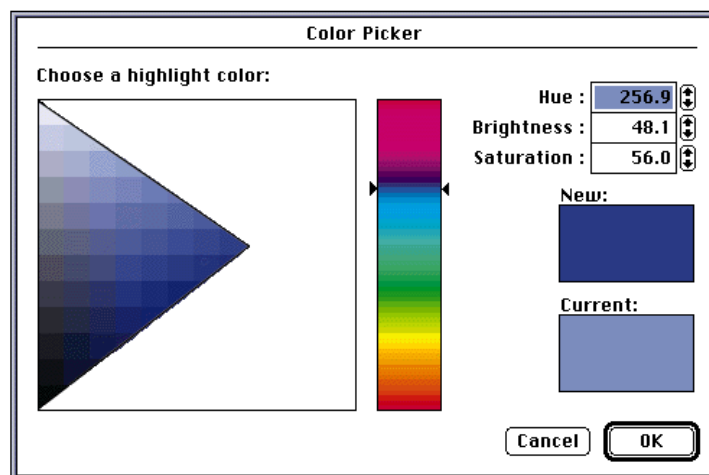 Color Picker
Choose a highlight color:
Hue : 256.9
Brightness : 48.1
Saturation : 56.0
New:
Current:
Cancel
OK